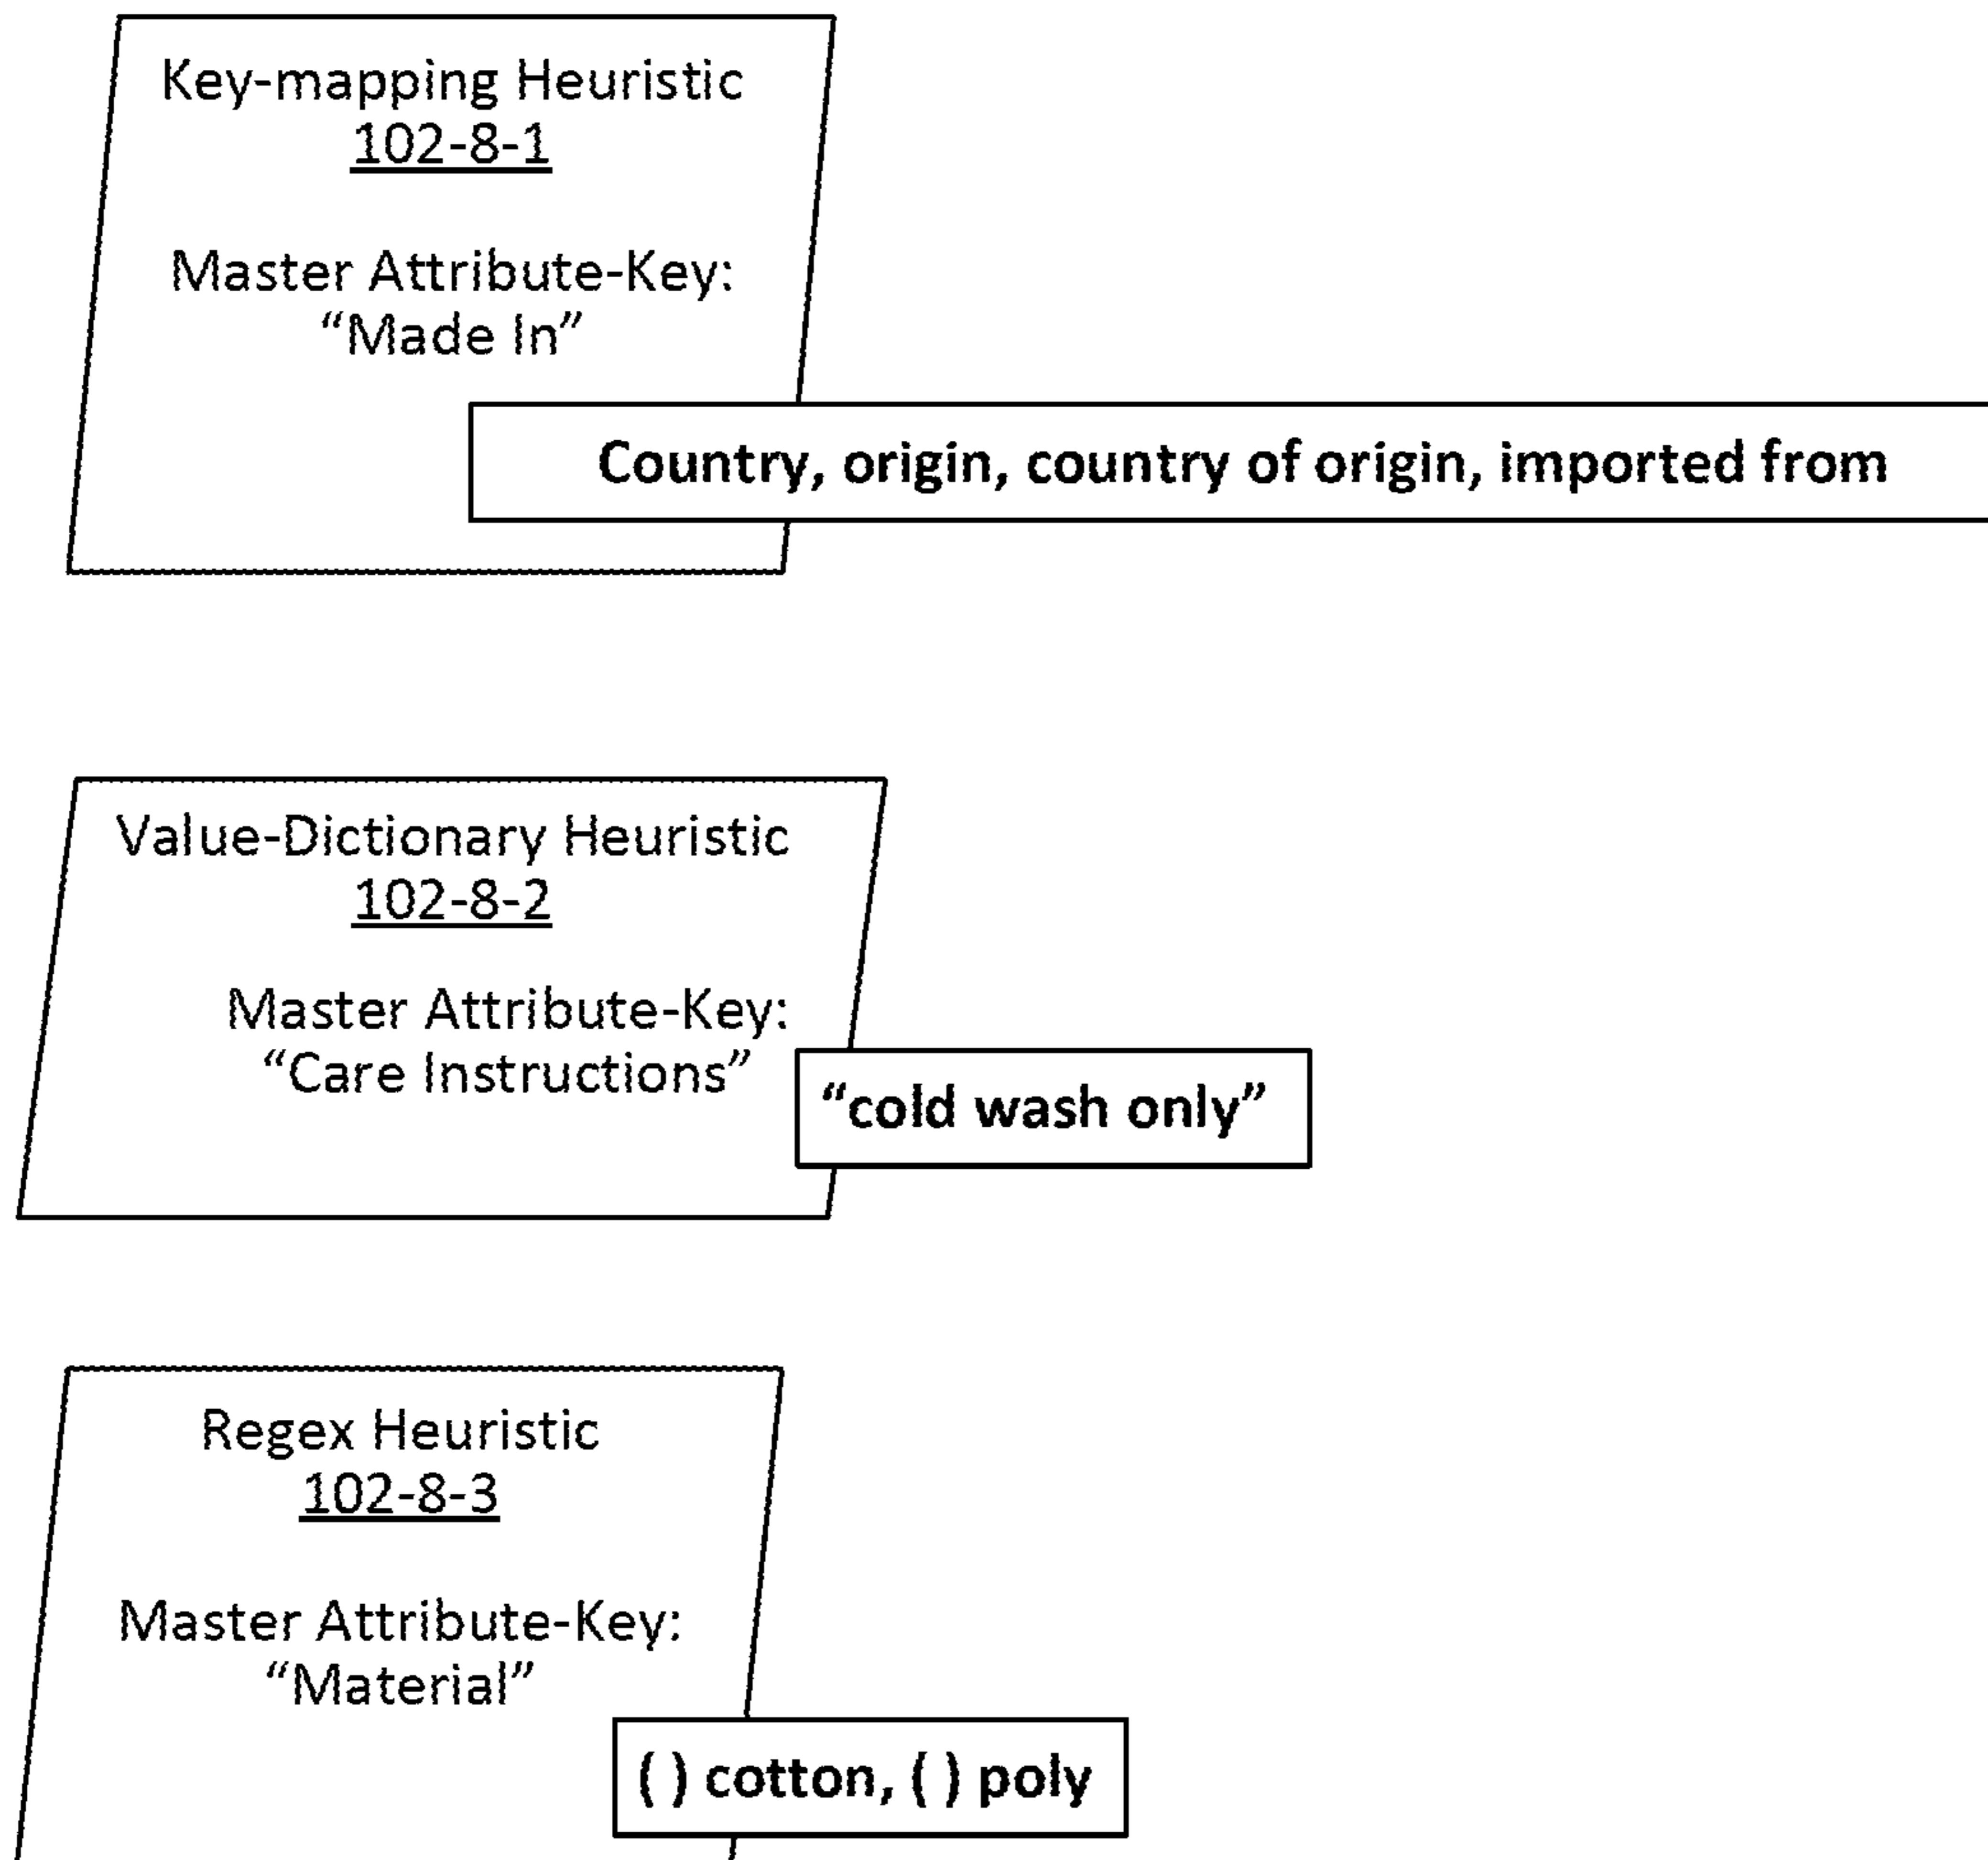 Key-mapping Heuristic
102-8-1
Master Attribute-Key:
“Made In”
Country, origin, country of origin, imported from
Value-Dictionary Heuristic
102-8-2
Master Attribute-Key:
“Care Instructions”
“cold wash only”
Regex Heuristic
102-8-3
Master Attribute-Key:
“Material”
( ) cotton, ( ) poly